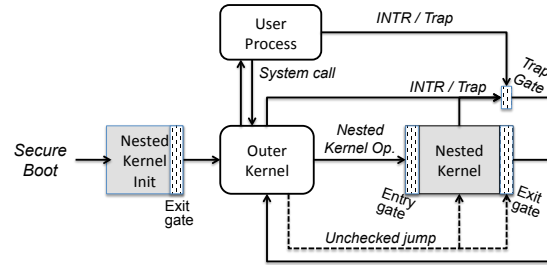 User
Process
INTR / Trap
System call
INTR / Trap
Trap
Gate
Secure
Boot
Nested
Kernel
Init
Exit
gate
Outer
Kernel
Nested
Kernel Op.
Nested
Kernel
Entry
gate
Exit
gate
Unchecked jump